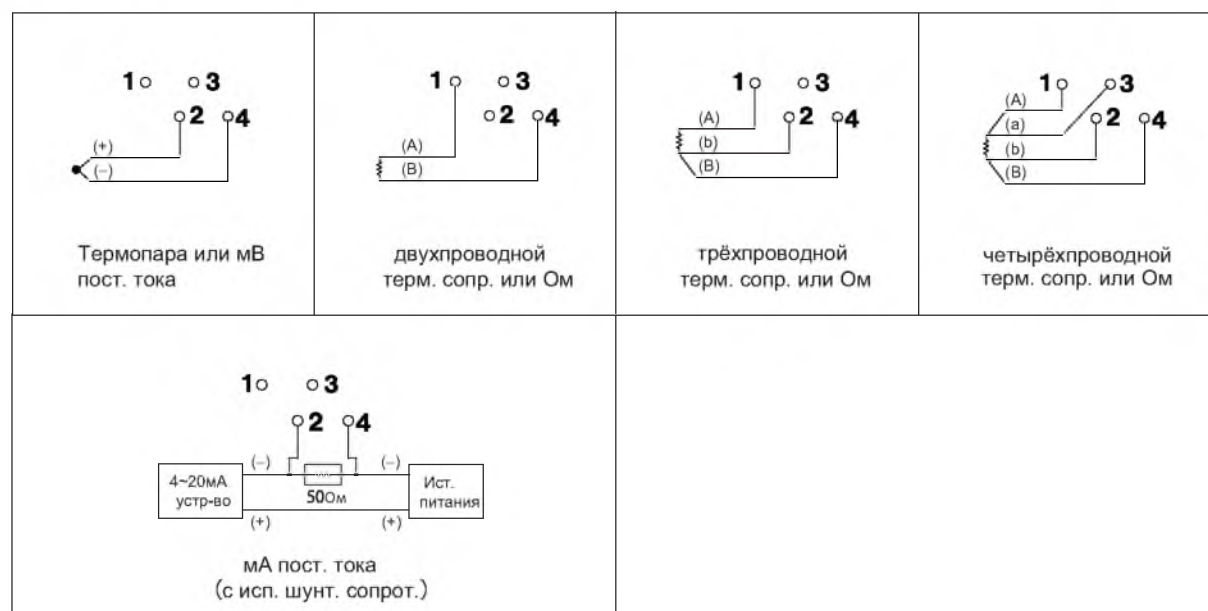 1 3
2 4
(+)
(−)
Термопара или мВ
пост. тока
1 3
2 4
(A)
(B)
двухпроводной
терм. сопр. или Ом
1 3
2 4
(A)
(b)
(B)
трёхпроводной
терм. сопр. или Ом
1 3
2 4
(A)
(a)
(b)
(B)
четырёхпроводной
терм. сопр. или Ом
1 3
2 4
(−) (−)
4~20мА
устр-во
50Ом
Ист.
питания
(+) (+)
мА пост. тока
(с исп. шунт. сопрот.)